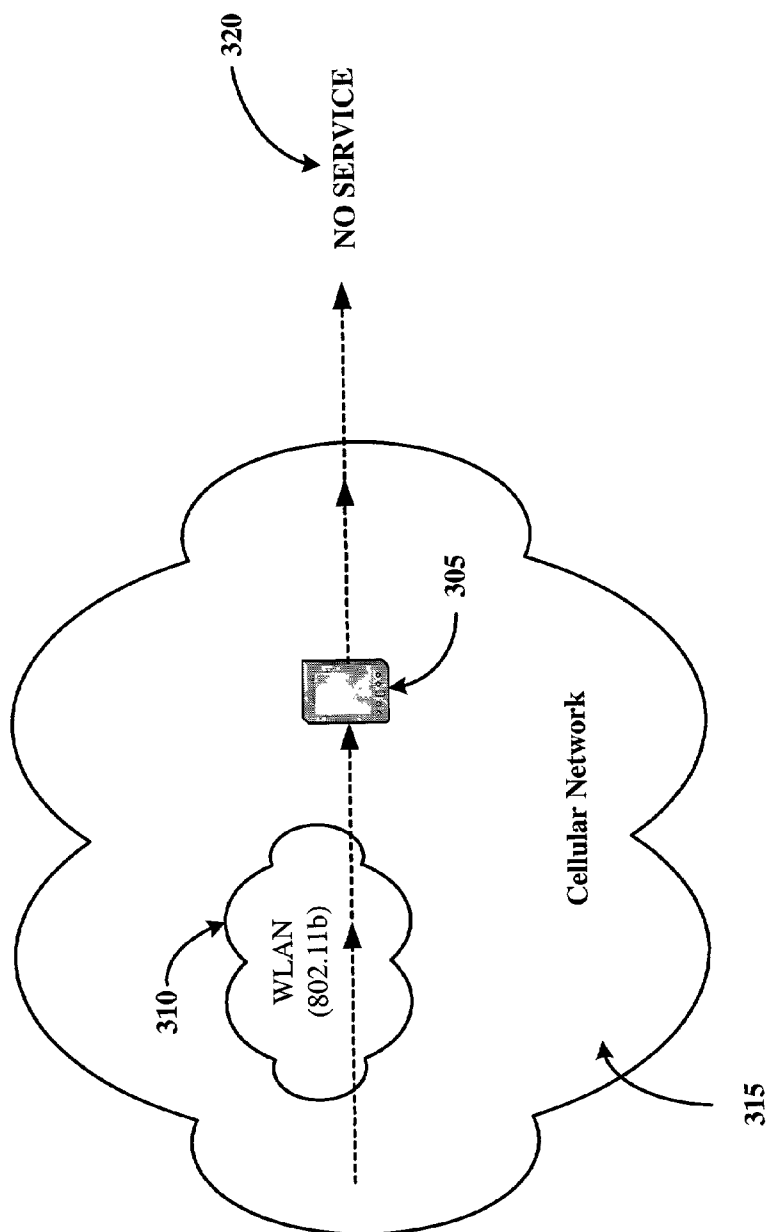 310
WLAN
(802.11b)
305
320
NO SERVICE
Cellular Network
315